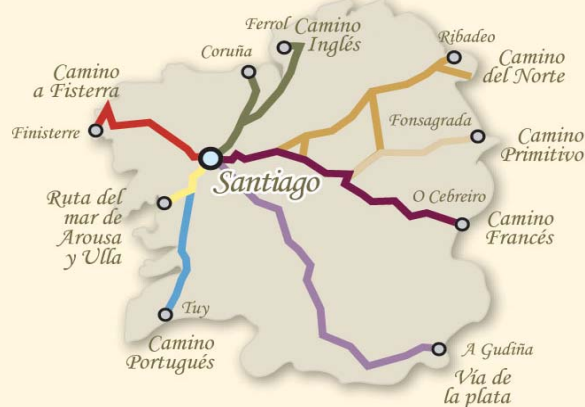 Ferrol
Camino
Inglés
Coruña
Ribadeo
Camino
del Norte
Camino
a Fisterra
Finisterre
Fonsagrada
Camino
Primitivo
Santiago
O Cebreiro
Camino
Francés
Ruta del
mar de
Arousa
y Ulla
Tuy
Camino
Portugués
A Gudiña
Vía de
la plata